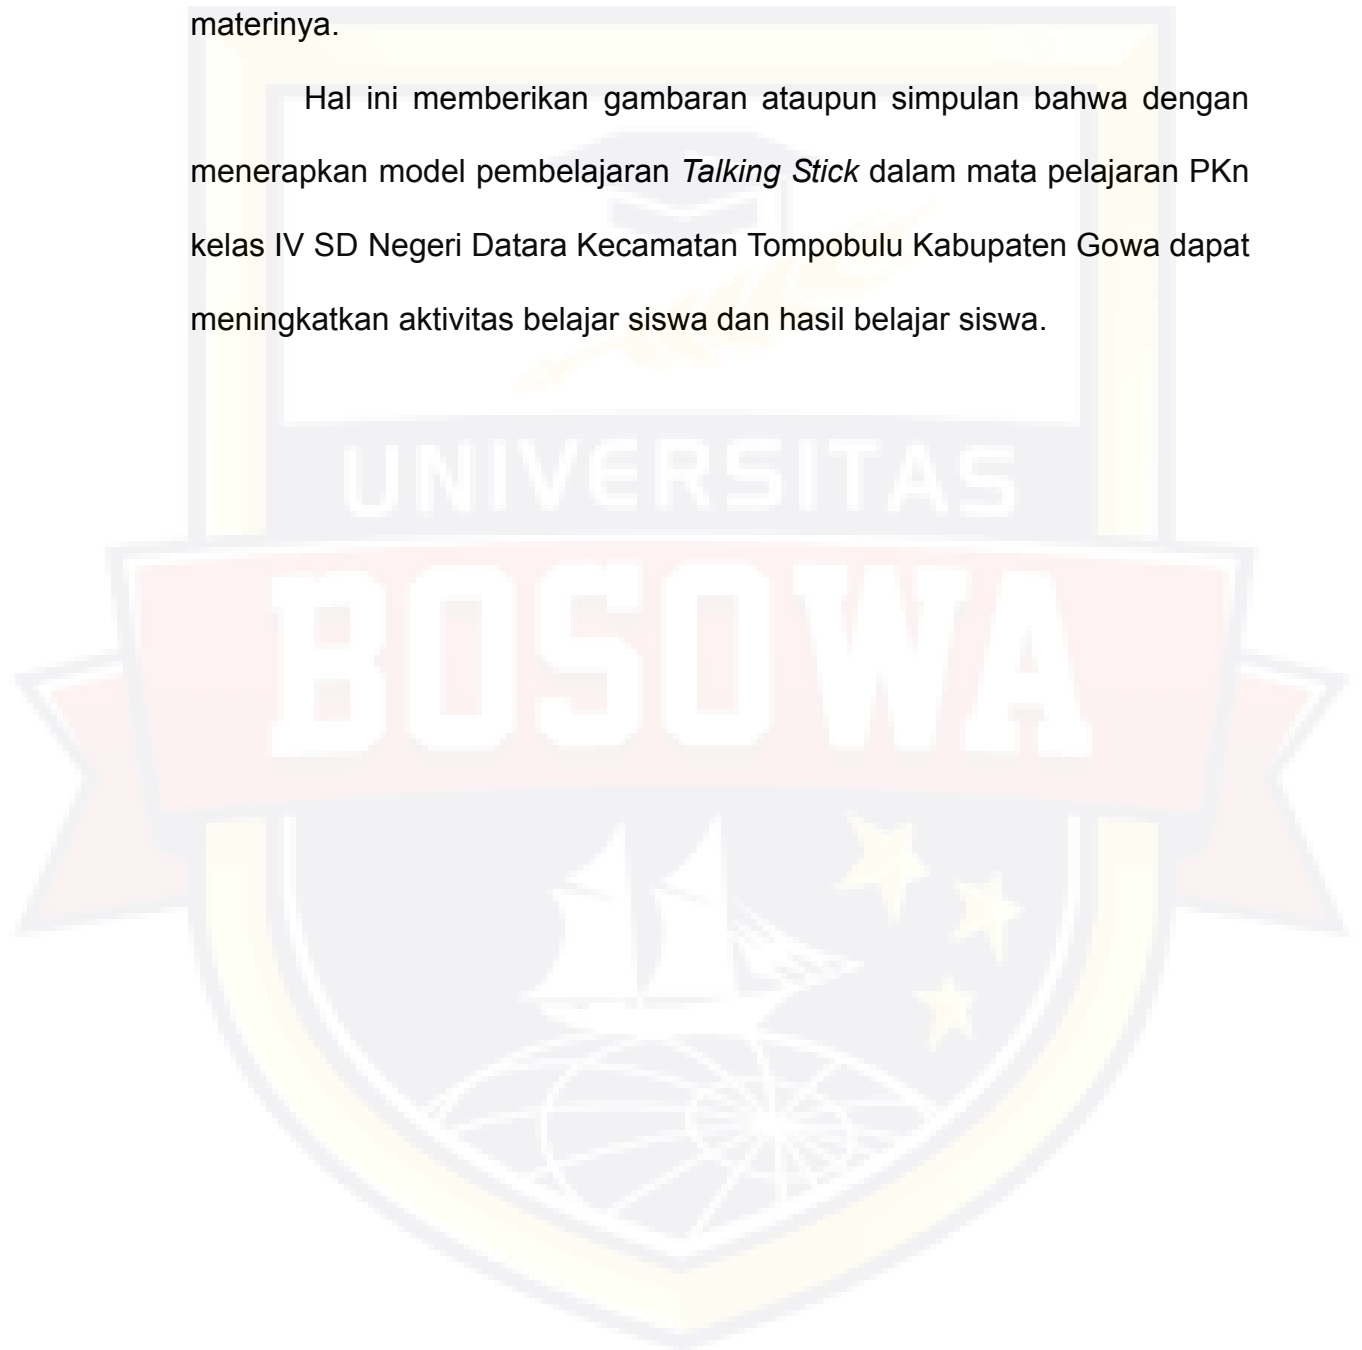 materinya.
Hal ini memberikan gambaran ataupun simpulan bahwa dengan
menerapkan model pembelajaran Talking Stick dalam mata pelajaran PKn
kelas IV SD Negeri Datara Kecamatan Tompobulu Kabupaten Gowa dapat
meningkatkan aktivitas belajar siswa dan hasil belajar siswa.
UNIVERSITAS
BOSOWA